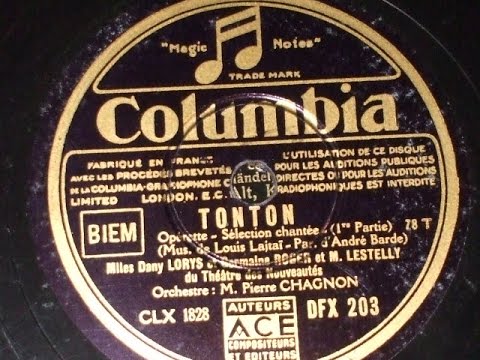 "Magic Notes"
TRADE MARK
Columbia
FABRIQUÉ EN FRANCE
AVEC LES PROCÉDÉS BREVETÉS
DE LA COLUMBIA-GRAPHOPHONE C
LIMITED LONDON, E.C.
L'UTILISATION DE CE DISQUE
POUR LES AUDITIONS PUBLIQUES
DIRECTES OU POUR LES AUDITIONS
RADIOPHONIQUES EST INTERDITE
BIEM
TONTON
Opérette - Sélection chantée - (1re Partie) 78 T
(Mus. de Louis Lajtaï - Par. d'André Barde)
Mlles Dany LORYS & Germaine ROGER et M. LESTELLY
du Théâtre des Nouveautés
Orchestre: M. Pierre CHAGNON
CLX 1828
AUTEURS
ACE
COMPOSITEURS
ET EDITEURS
DFX 203